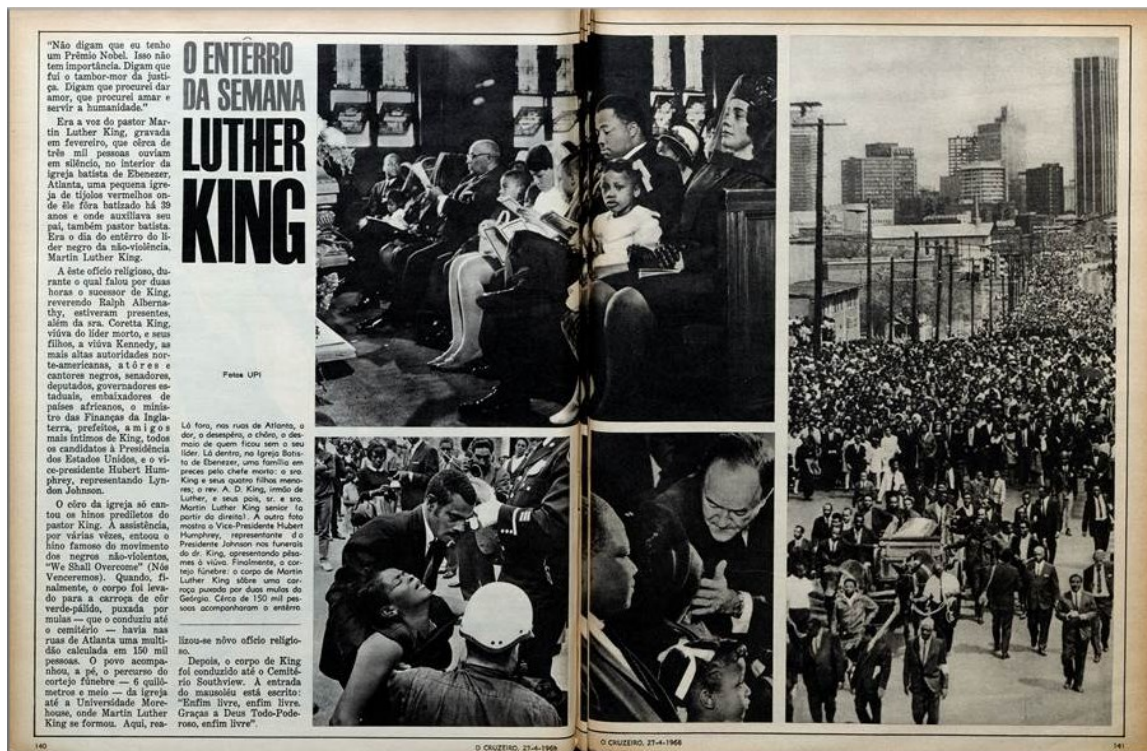 "Não digam que eu tenho
um Prêmio Nobel. Isso não
tem importância. Digam que
fui o tambor-mor da justi-
ça. Digam que procurei dar
amor, que procurei amar e
servir a humanidade."
Era a voz do pastor Mar-
tin Luther King, gravada
em fevereiro, que cêrca de
três mil pessoas ouviam
em silêncio, no interior da
igreja batista de Ebenezer,
Atlanta, uma pequena igre-
ja de tijolos vermelhos on-
de êle fôra batizado há 39
anos e onde auxiliava seu
pai, também pastor batista.
Era o dia do entêrro do lí-
der negro da não-violência,
Martin Luther King.
A êste ofício religioso, du-
rante o qual falou por duas
horas o sucessor de King,
reverendo Ralph Alberna-
thy, estiveram presentes,
além da sra. Coretta King,
viúva do líder morto, e seus
filhos, a viúva Kennedy, as
mais altas autoridades nor-
te-americanas, atôres e
cantores negros, senadores,
deputados, governadores es-
taduais, embaixadores de
países africanos, o minis-
tro das Finanças da Ingla-
terra, prefeitos, amigos
mais íntimos de King, todos
os candidatos à Presidência
dos Estados Unidos, e o vi-
ce-presidente Hubert Hum-
phrey, representando Lyn-
don Johnson.
O côro da igreja só can-
tou os hinos prediletos do
pastor King. A assistência,
por várias vêzes, entoou o
hino famoso do movimento
dos negros não-violentos,
"We Shall Overcome" (Nós
Venceremos). Quando, fi-
nalmente, o corpo foi leva-
do para a carroça de côr
verde-pálido, puxada por
mulas — que o conduziu até
o cemitério — havia nas
ruas de Atlanta uma multi-
dão calculada em 150 mil
pessoas. O povo acompa-
nhou, a pé, o percurso do
cortejo fúnebre — 6 quilô-
metros e meio — da igreja
até a Universidade More-
house, onde Martin Luther
King se formou. Aqui, rea-
lizou-se nôvo ofício religio-
so.
Depois, o corpo de King
foi conduzido até o Cemité-
rio Southview. A entrada
do mausoléu está escrito:
"Enfim livre, enfim livre.
Graças a Deus Todo-Pode-
roso, enfim livre".
O ENTÊRRO
DA SEMANA
LUTHER
KING
Fotos UPI
Lá fora, nas ruas de Atlanta, a
dor, o desespêro, o chôro, o des-
maio de quem ficou sem o seu
líder. Lá dentro, na Igreja Batis-
ta de Ebenezer, uma família em
preces pelo chefe morto: a sra.
King e seus quatro filhos meno-
res; o rev. A. D. King, irmão de
Luther, e seus pais, sr. e sra.
Martin Luther King senior (a
partir da direita). A outra foto
mostra o Vice-Presidente Hubert
Humphrey, representante do
Presidente Johnson nos funerais
do dr. King, apresentando pêsa-
mes à viúva. Finalmente, o cor-
tejo fúnebre: o corpo de Martin
Luther King sôbre uma car-
roça puxada por duas mulas da
Geórgia. Cêrca de 150 mil pes-
soas acompanharam o entêrro.
140
O CRUZEIRO, 27-4-1968
O CRUZEIRO, 27-4-1968
141